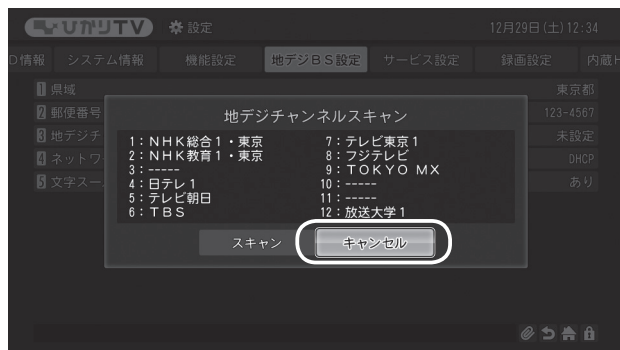 ひかりTV 設定 12月29日(土)12:34
D情報 システム情報 機能設定 地デジBS設定 サービス設定 録画設定 内蔵H
1 県域 東京都
2 郵便番号 123-4567
3 地デジチ 未設定
4 ネットワ DHCP
5 文字スー あり
地デジチャンネルスキャン
1:NHK総合1・東京 7:テレビ東京1
2:NHK教育1・東京 8:フジテレビ
3:----- 9:TOKYO MX
4:日テレ1 10:-----
5:テレビ朝日 11:-----
6:TBS 12:放送大学1
スキャン キャンセル